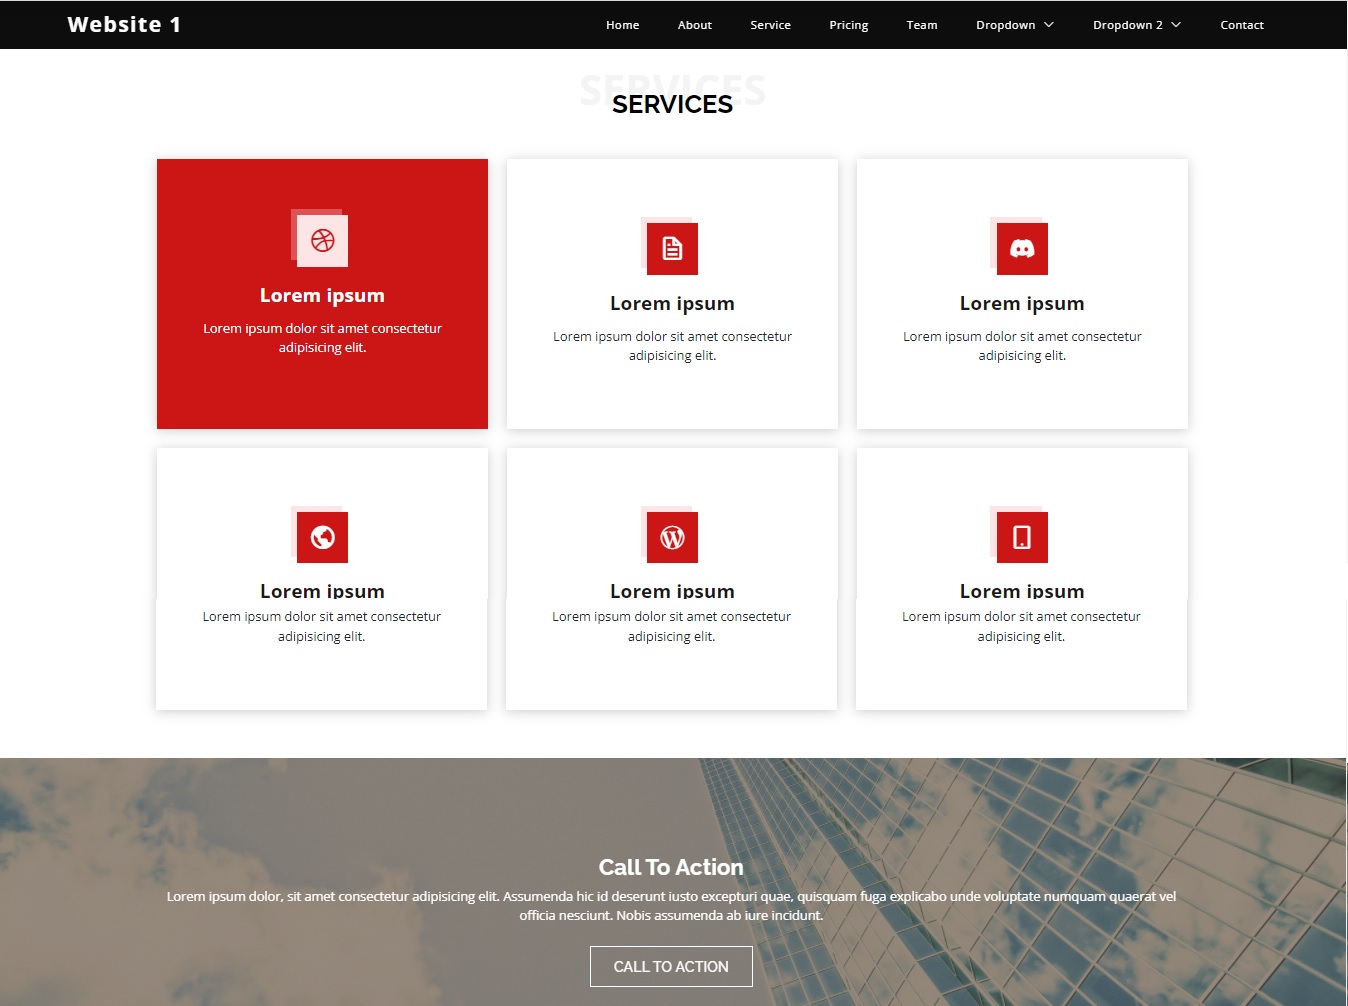 Website 1
Home About Service Pricing Team Dropdown Dropdown 2 Contact
SERVICES
SERVICES
Lorem ipsum
Lorem ipsum dolor sit amet consectetur
adipisicing elit.
Lorem ipsum
Lorem ipsum dolor sit amet consectetur
adipisicing elit.
Lorem ipsum
Lorem ipsum dolor sit amet consectetur
adipisicing elit.
Lorem ipsum
Lorem ipsum dolor sit amet consectetur
adipisicing elit.
Lorem ipsum
Lorem ipsum dolor sit amet consectetur
adipisicing elit.
Lorem ipsum
Lorem ipsum dolor sit amet consectetur
adipisicing elit.
Call To Action
Lorem ipsum dolor, sit amet consectetur adipisicing elit. Assumenda hic id deserunt iusto excepturi quae, quisquam fuga explicabo unde voluptate numquam quaerat vel
officia nesciunt. Nobis assumenda ab iure incidunt.
CALL TO ACTION